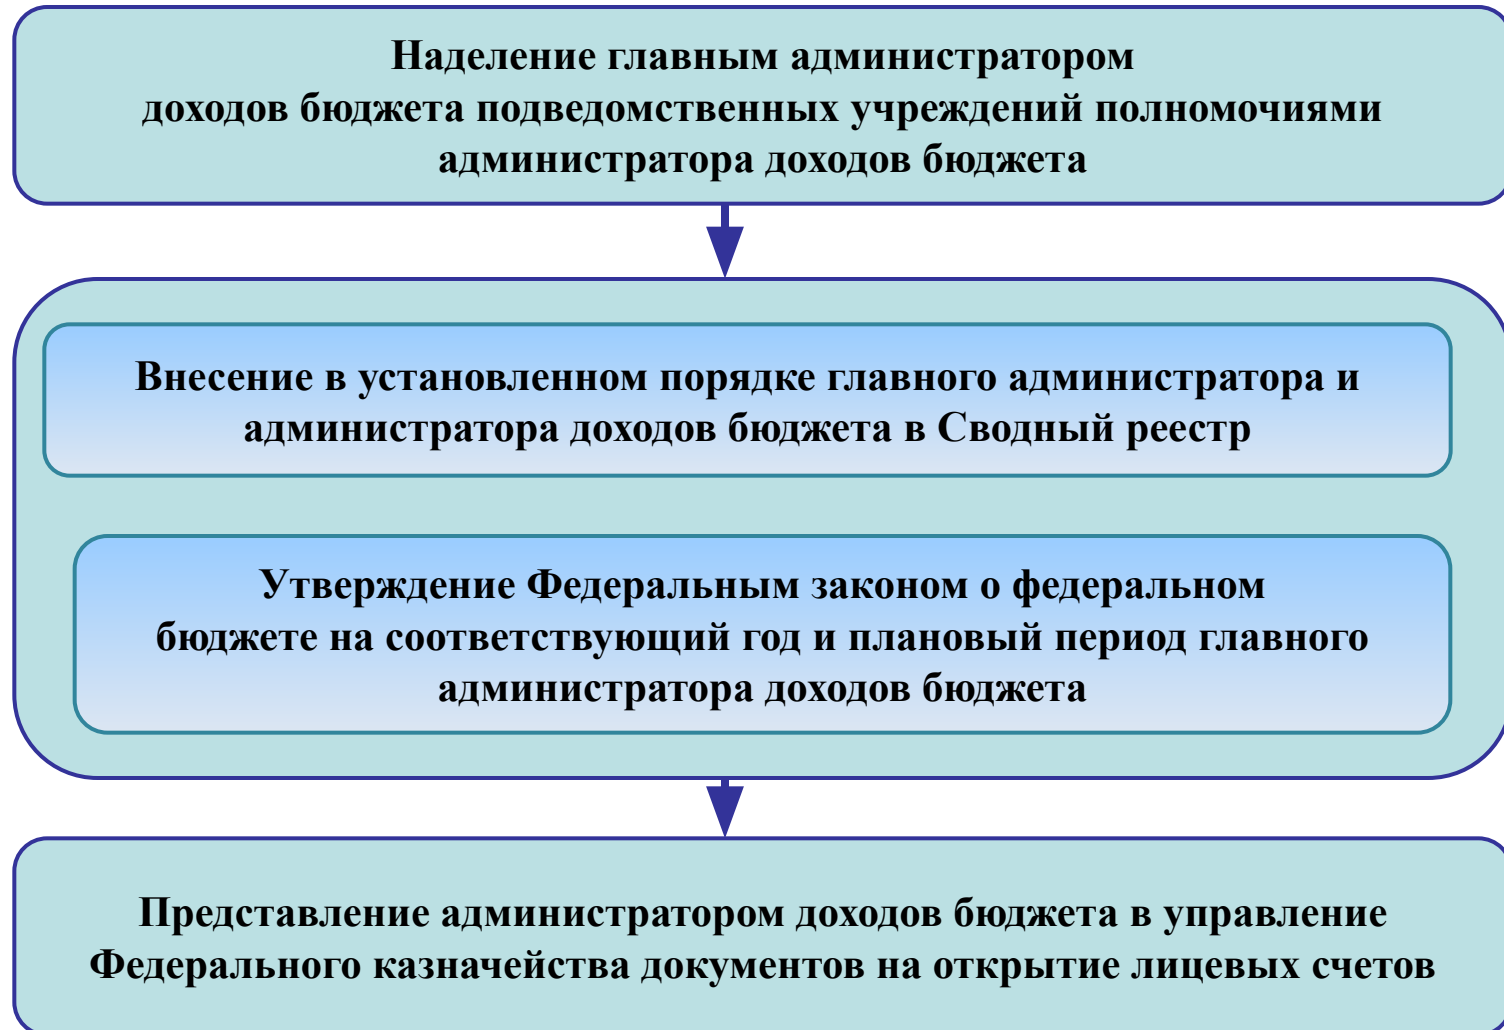 Наделение главным администратором
доходов бюджета подведомственных учреждений полномочиями
администратора доходов бюджета
Внесение в установленном порядке главного администратора и
администратора доходов бюджета в Сводный реестр
Утверждение Федеральным законом о федеральном
бюджете на соответствующий год и плановый период главного
администратора доходов бюджета
Представление администратором доходов бюджета в управление
Федерального казначейства документов на открытие лицевых счетов